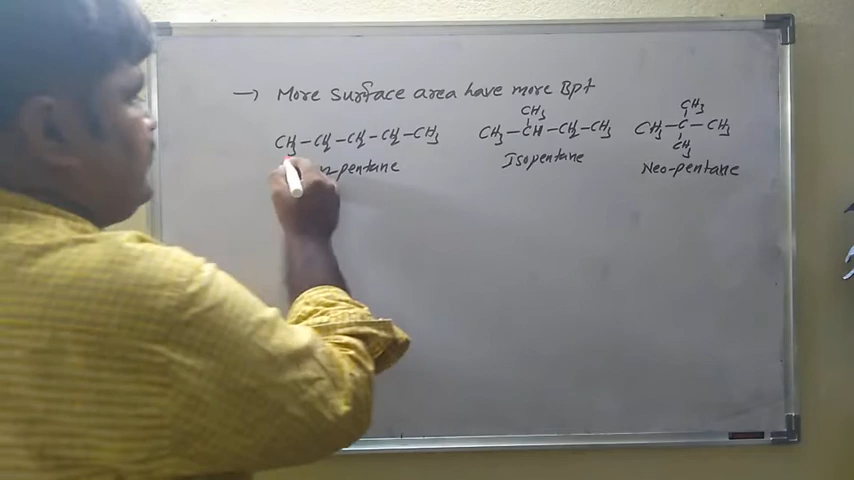 → More surface area have more Bpt
CH3 – CH2 – CH2 – CH2 – CH3
n-pentane
CH3
CH3 – CH – CH2 – CH3
Isopentane
CH3
CH3 – C – CH3
CH3
Neo-pentane